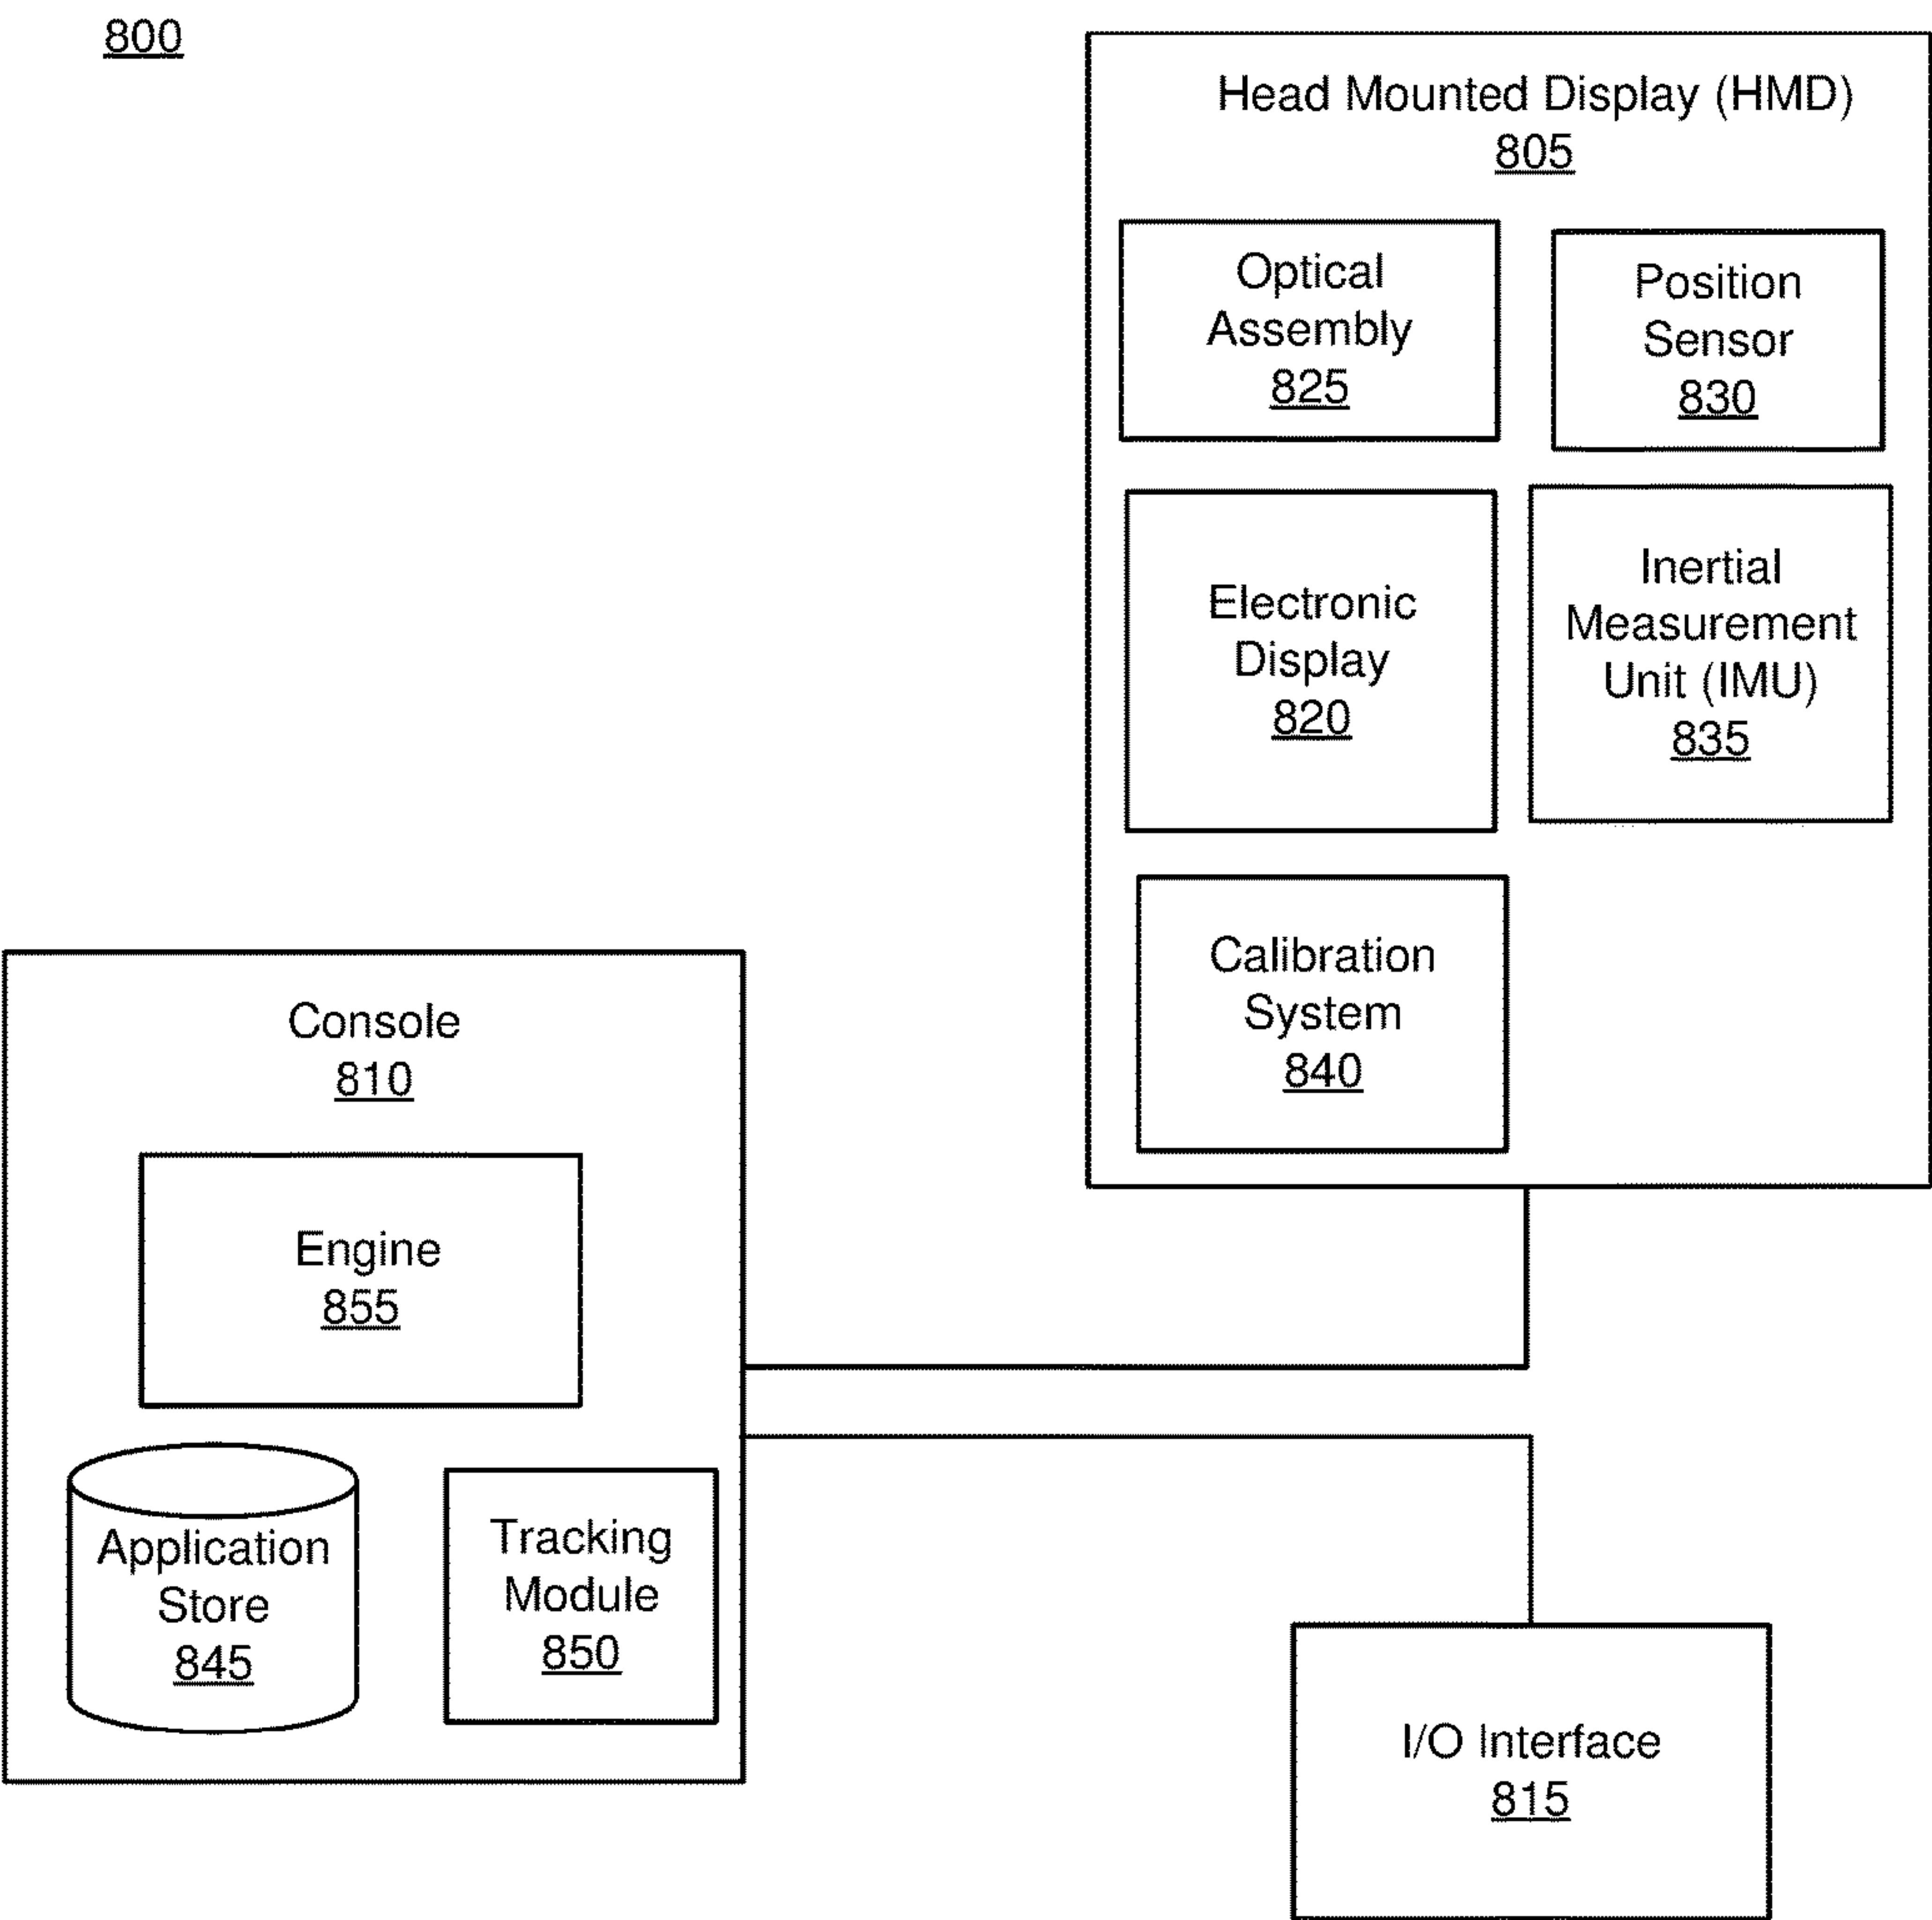 800
Head Mounted Display (HMD)
805
Optical
Assembly
825
Position
Sensor
830
Electronic
Display
820
Inertial
Measurement
Unit (IMU)
835
Calibration
System
840
Console
810
Engine
855
Application
Store
845
Tracking
Module
850
I/O Interface
815